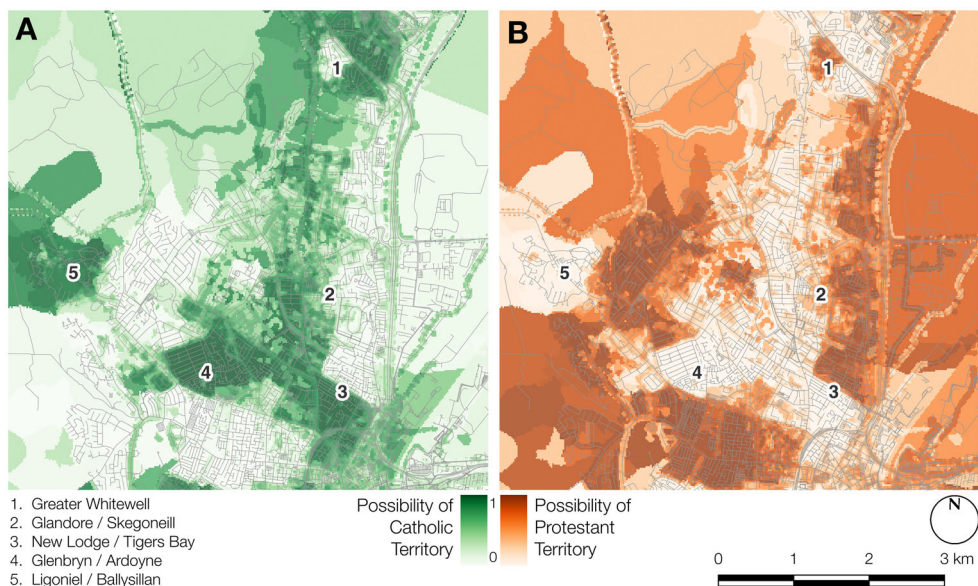 A
B
1
1
5
2
5
2
4
3
4
3
1. Greater Whitewell
2. Glandore / Skegoneill
3. New Lodge / Tigers Bay
4. Glenbryn / Ardoyne
5. Ligoniel / Ballysillan
Possibility of
Catholic
Territory
1
0
Possibility of
Protestant
Territory
N
0 1 2 3 km